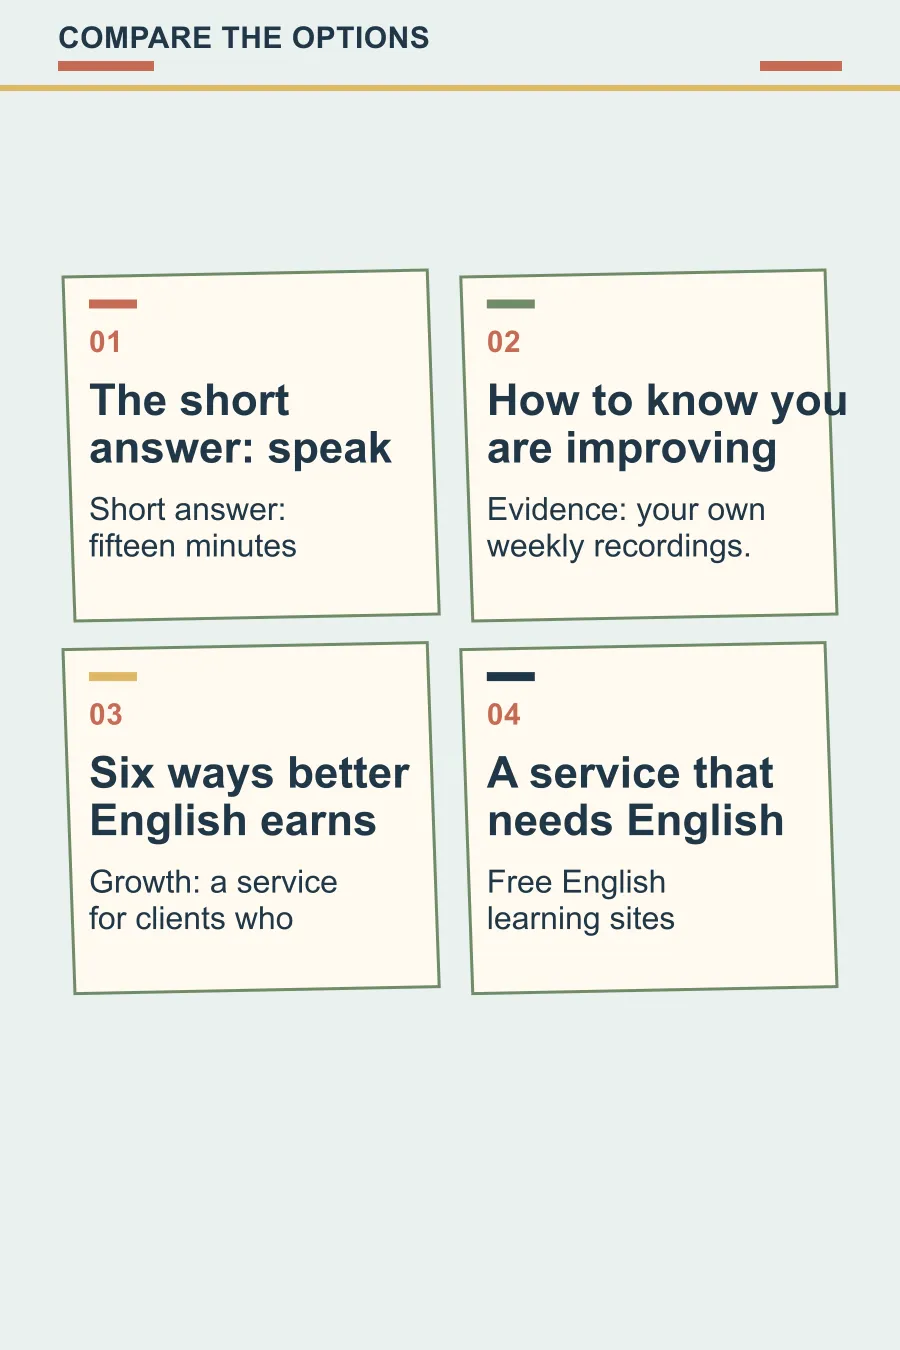 COMPARE THE OPTIONS
01
The short
answer: speak
Short answer:
fifteen minutes
02
How to know you
are improving
Evidence: your own
weekly recordings.
03
Six ways better
English earns
Growth: a service
for clients who
04
A service that
needs English
Free English
learning sites